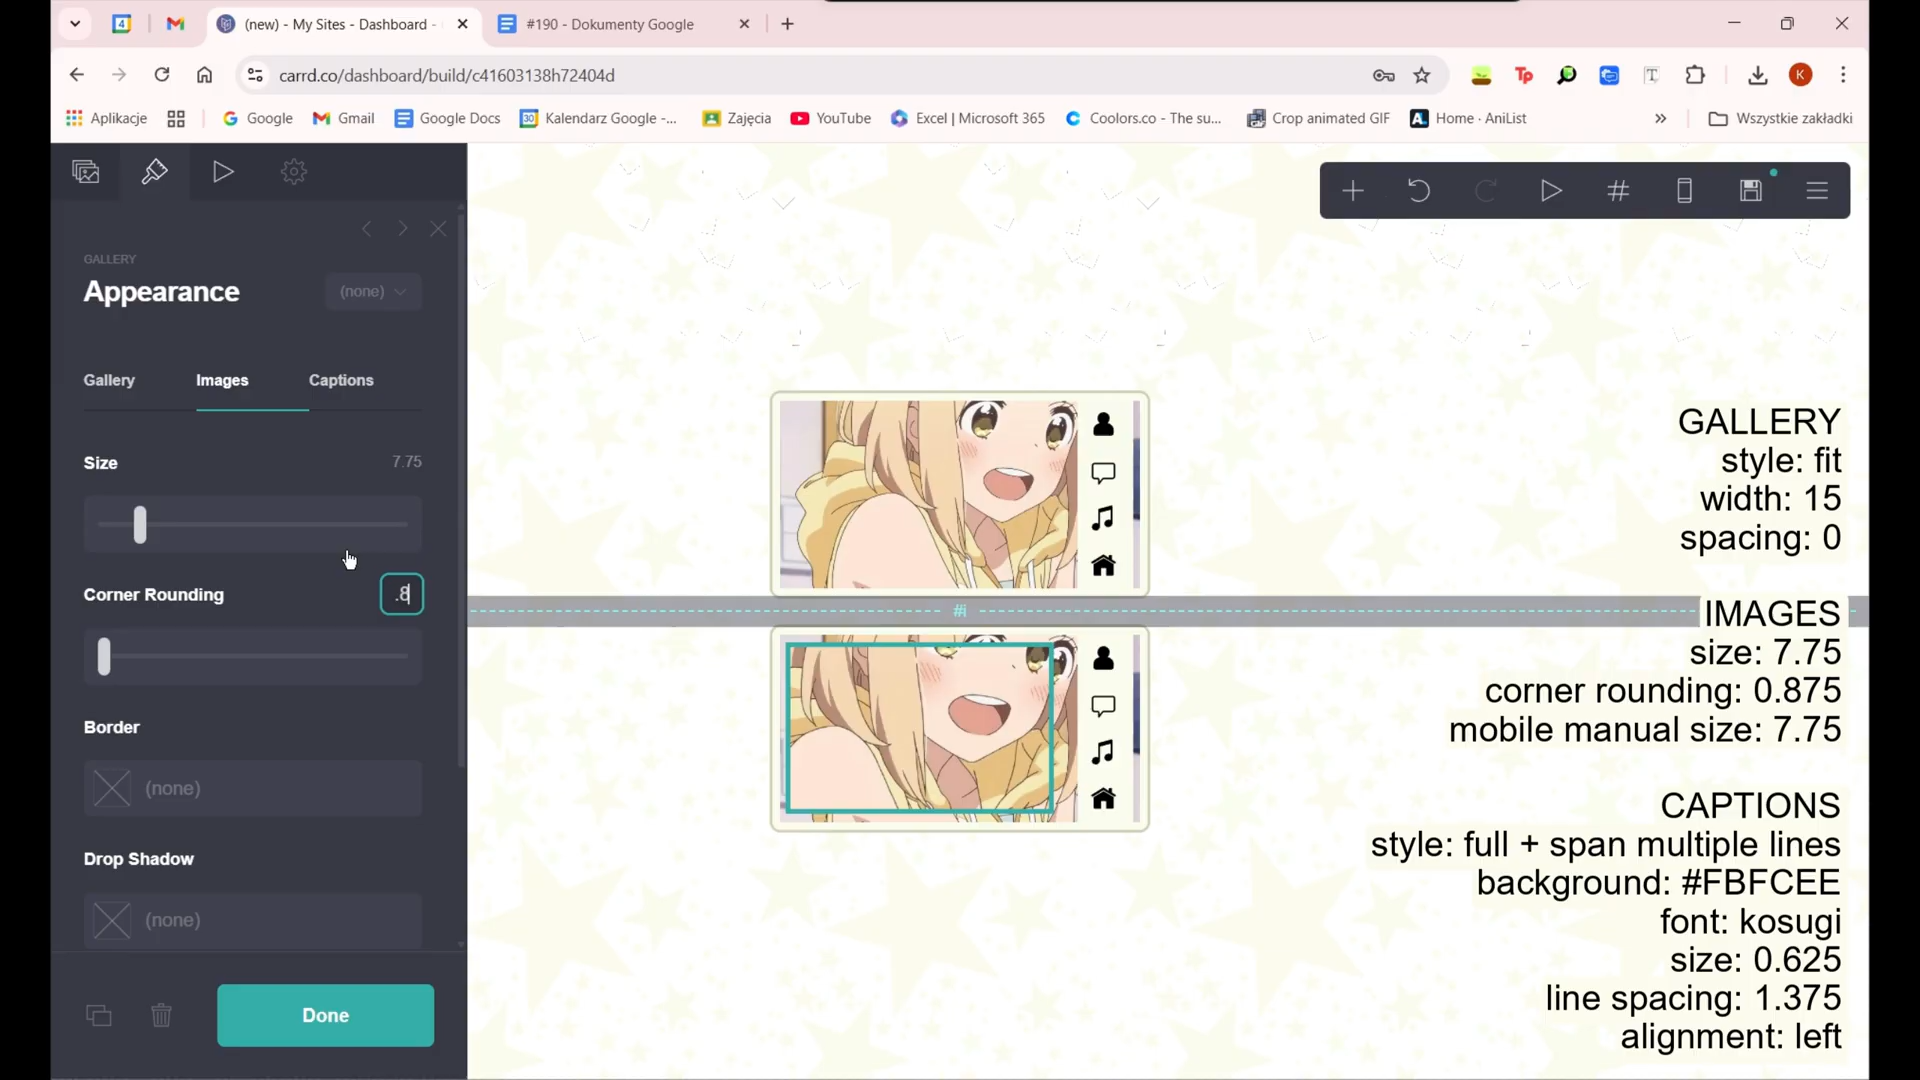 4
(new) - My Sites - Dashboard -
#190 - Dokumenty Google
carrd.co/dashboard/build/c41603138h72404d
Tp
T
K
Aplikacje
Google
Gmail
Google Docs
30
Kalendarz Google -...
Zajęcia
YouTube
Excel | Microsoft 365
Coolors.co - The su...
Crop animated GIF
Home · AniList
Wszystkie zakładki
GALLERY
Appearance
(none)
Gallery
Images
Captions
Size
7.75
Corner Rounding
.8
Border
(none)
Drop Shadow
(none)
Done
#
GALLERY
style: fit
width: 15
spacing: 0
IMAGES
size: 7.75
corner rounding: 0.875
mobile manual size: 7.75
CAPTIONS
style: full + span multiple lines
background: #FBFCEE
font: kosugi
size: 0.625
line spacing: 1.375
alignment: left